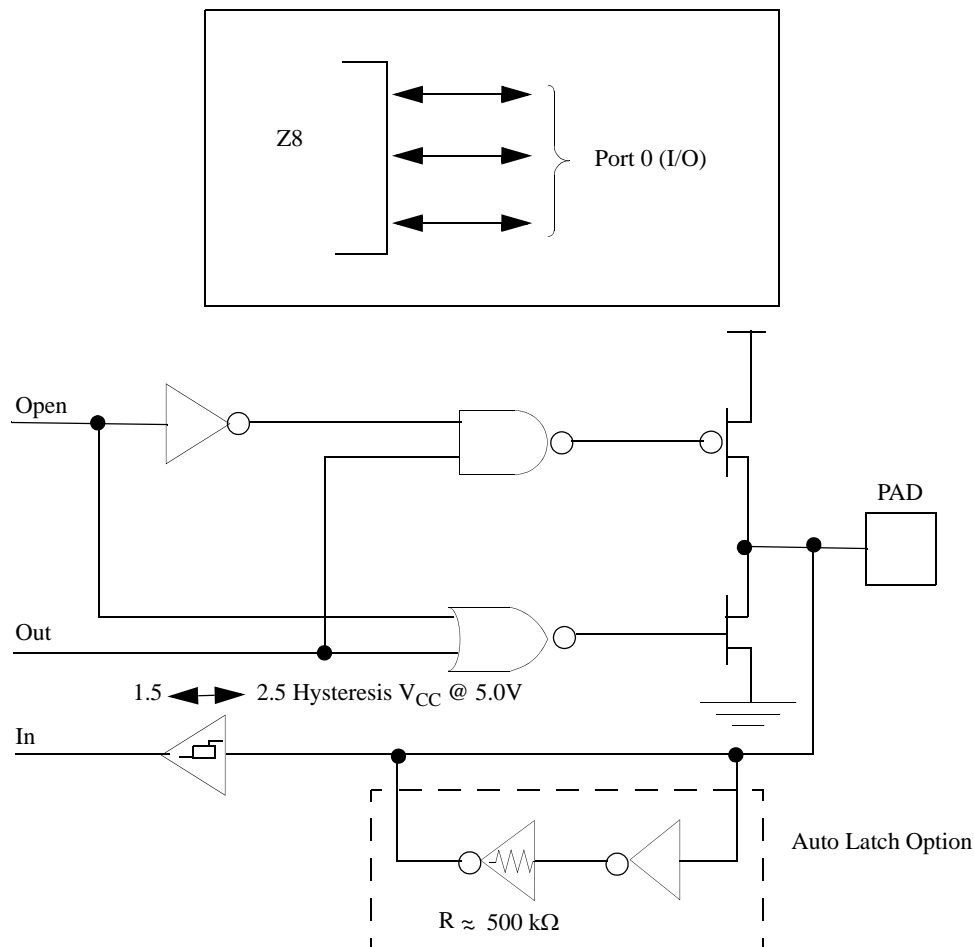 Z8
Port 0 (I/O)
Open
PAD
Out
1.5 2.5 Hysteresis VCC @ 5.0V
In
Auto Latch Option
R ≈ 500 kΩ